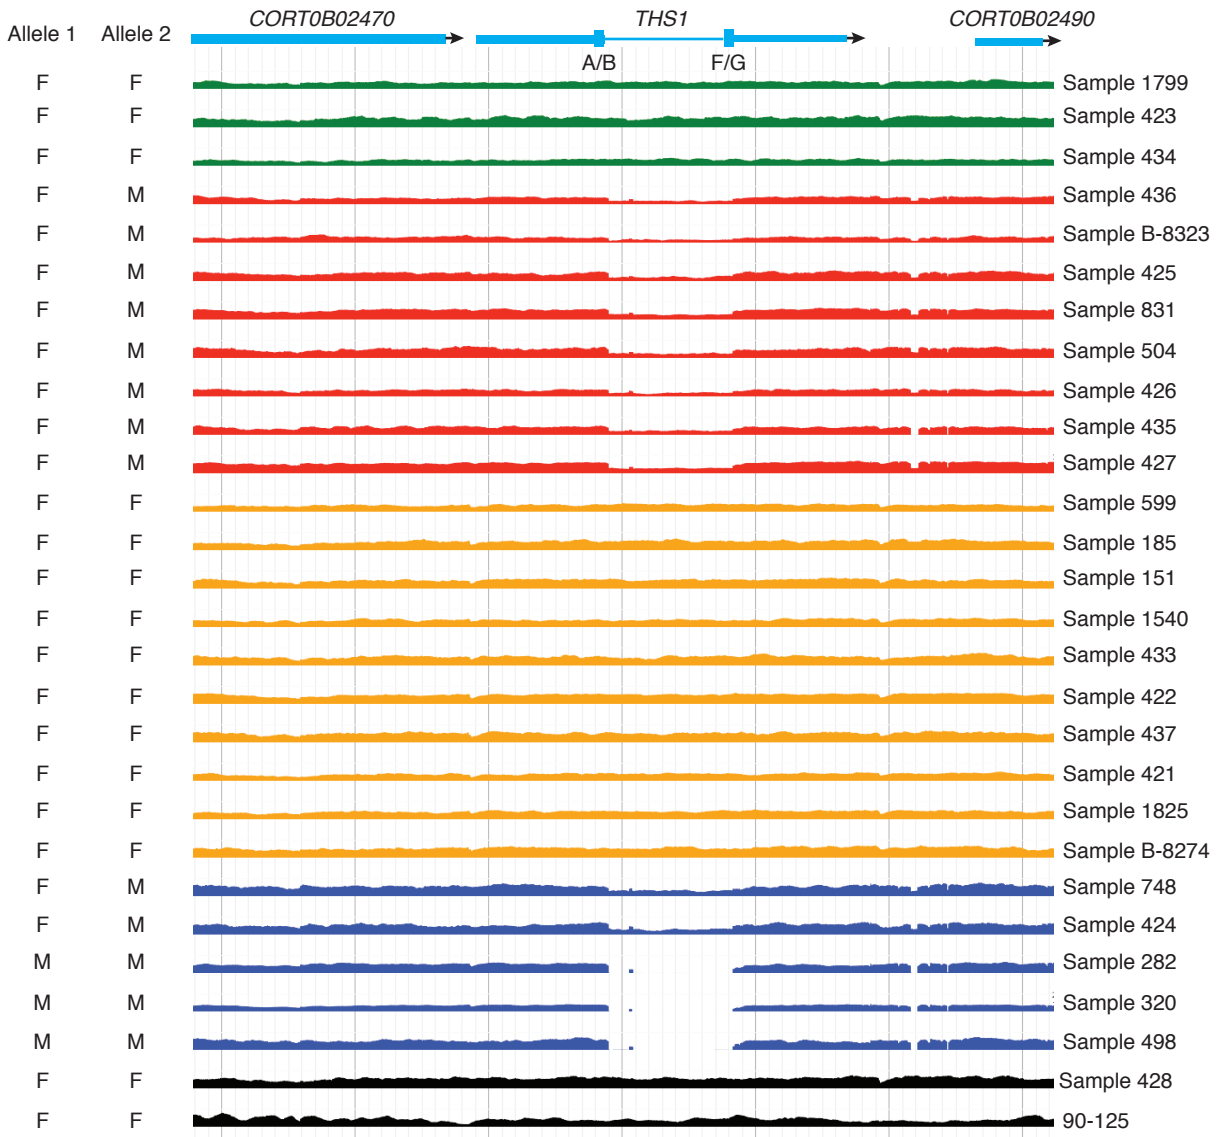 CORT0B02470 THS1 CORT0B02490
Allele 1 Allele 2
A/B F/G
F F Sample 1799
F F Sample 423
F F Sample 434
F M Sample 436
F M Sample B-8323
F M Sample 425
F M Sample 831
F M Sample 504
F M Sample 426
F M Sample 435
F M Sample 427
F F Sample 599
F F Sample 185
F F Sample 151
F F Sample 1540
F F Sample 433
F F Sample 422
F F Sample 437
F F Sample 421
F F Sample 1825
F F Sample B-8274
F M Sample 748
F M Sample 424
M M Sample 282
M M Sample 320
M M Sample 498
F F Sample 428
F F 90-125